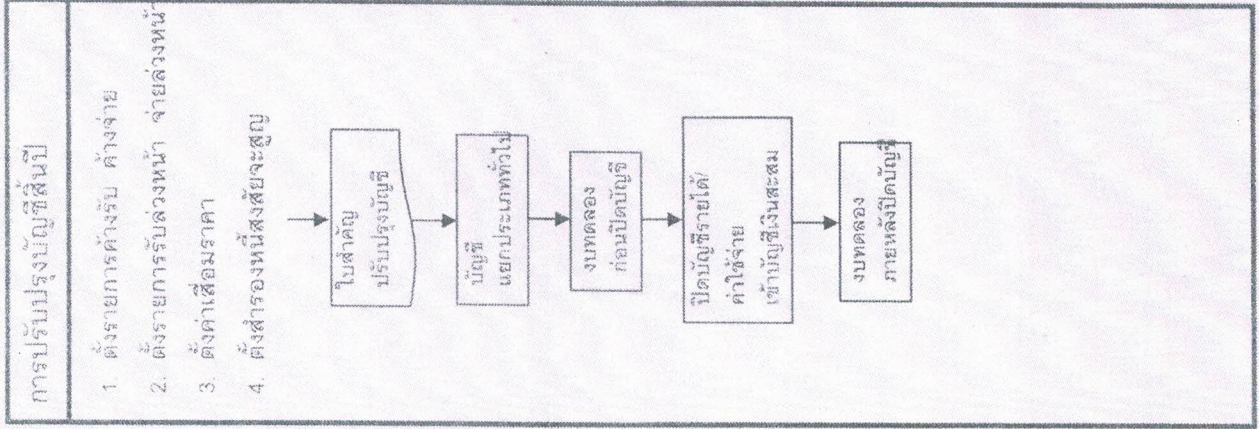 การปรับปรุงบัญชีสิ้นปี
1. ตั้งรายการค้างรับ ค้างจ่าย
2. ตั้งรายการรับล่วงหน้า จ่ายล่วงหน้า
3. ตั้งค่าเสื่อมราคา
4. ตั้งสำรองหนี้สงสัยจะสูญ
ใบสำคัญ
ปรับปรุงบัญชี
บัญชี
แยกประเภททั่วไป
งบทดลอง
ก่อนปิดบัญชี
ปิดบัญชีรายได้/
ค่าใช้จ่าย
เข้าบัญชีเงินสะสม
งบทดลอง
ภายหลังปิดบัญชี